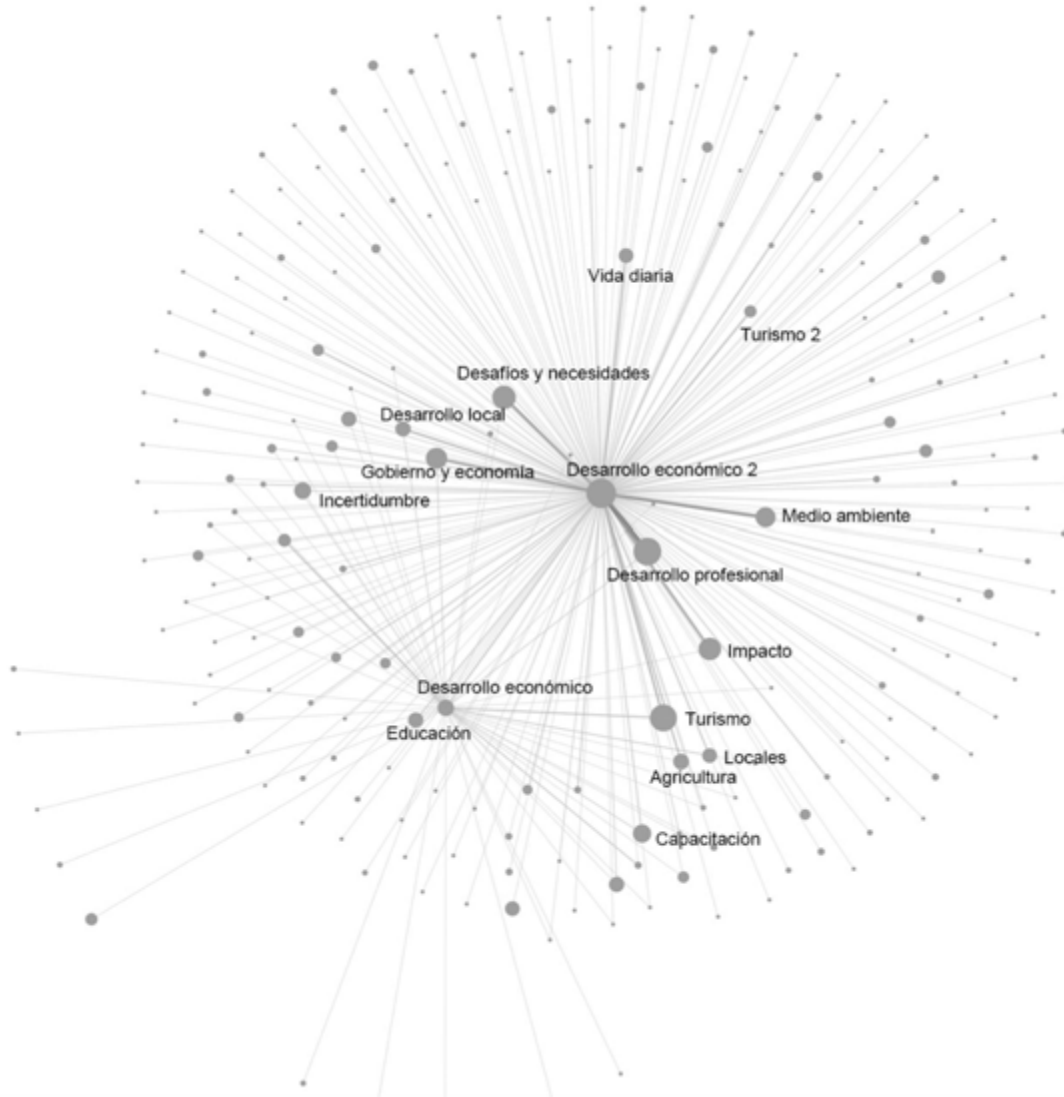 Vida diaria
Turismo 2
Desafíos y necesidades
Desarrollo local
Gobierno y economía
Desarrollo económico 2
Incertidumbre
Medio ambiente
Desarrollo profesional
Impacto
Desarrollo económico
Turismo
Educación
Locales
Agricultura
Capacitación